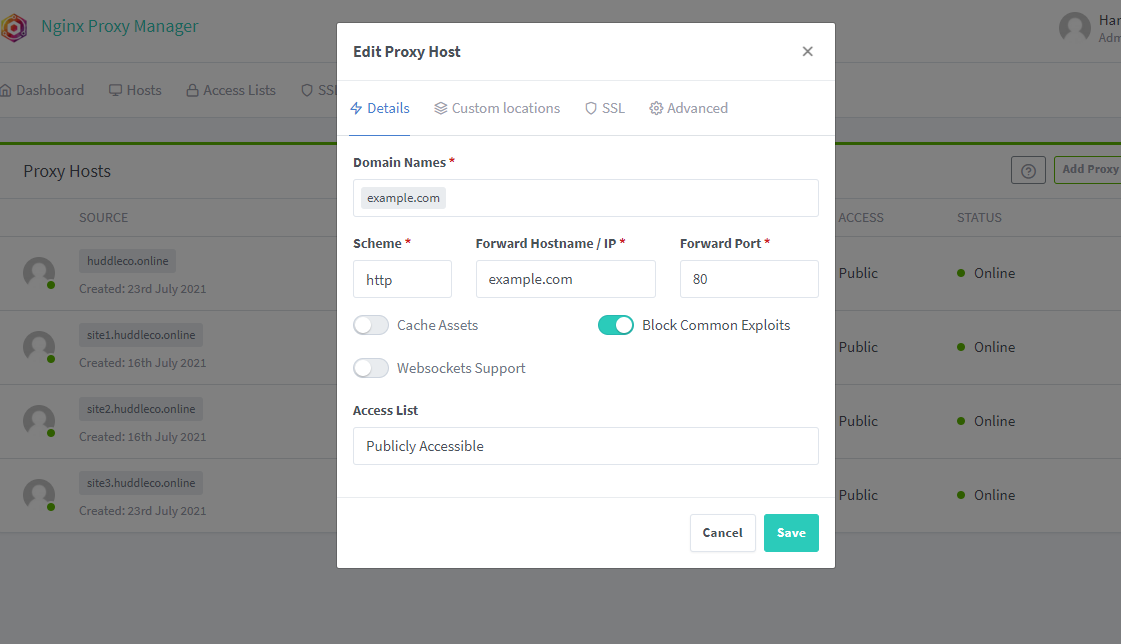 Nginx Proxy Manager
Dashboard Hosts Access Lists
Proxy Hosts
Add Proxy
SOURCE ACCESS STATUS
huddleco.online
Created: 23rd July 2021
Public Online
site1.huddleco.online
Created: 16th July 2021
Public Online
site2.huddleco.online
Created: 16th July 2021
Public Online
site3.huddleco.online
Created: 23rd July 2021
Public Online
Edit Proxy Host
Details Custom locations SSL Advanced
Domain Names *
example.com
Scheme * Forward Hostname / IP * Forward Port *
http example.com 80
Cache Assets Block Common Exploits
Websockets Support
Access List
Publicly Accessible
Cancel Save